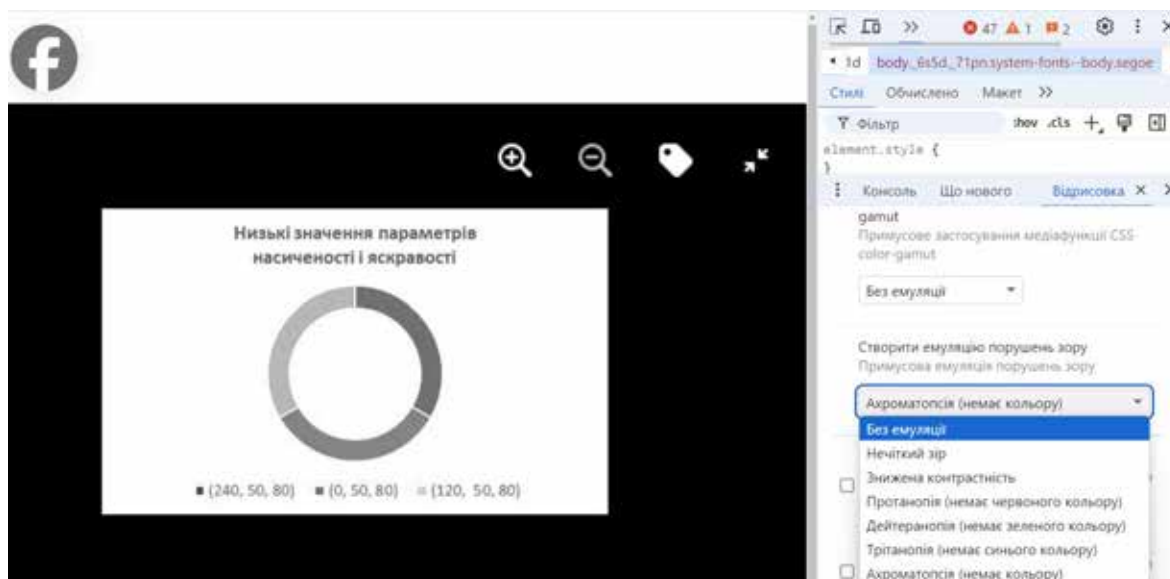 Низькі значення параметрів
насиченості і яскравості
(240, 50, 80) (0, 50, 80) (120, 50, 80)
47 1 2
1d body._6s5d._71pn.system-fonts--body.segoe
Стилі Обчислено Макет
Фільтр :hov .cls
element.style {
}
Консоль Що нового Відрисовка
gamut
Примусове застосування медіафункції CSS
color-gamut
Без емуляції
Створити емуляцію порушень зору
Примусова емуляція порушень зору
Ахроматопсія (немає кольору)
Без емуляції
Нечіткий зір
Знижена контрастність
Протанопія (немає червоного кольору)
Дейтеранопія (немає зеленого кольору)
Трітанопія (немає синього кольору)
Ахроматопсія (немає кольору)